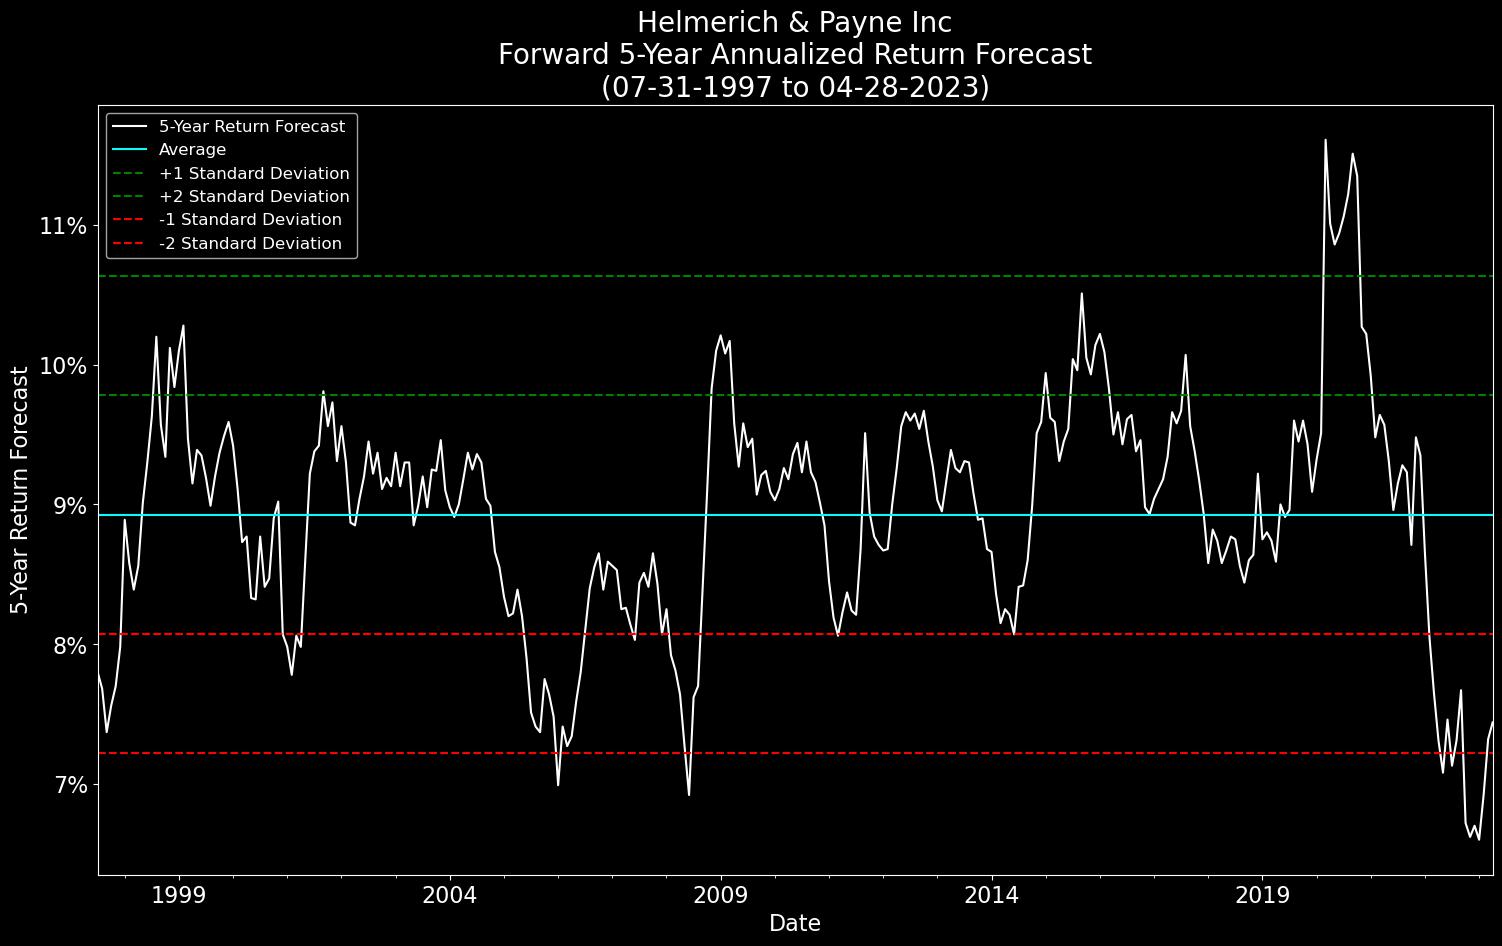 Helmerich & Payne Inc
Forward 5-Year Annualized Return Forecast
(07-31-1997 to 04-28-2023)
5-Year Return Forecast
Average
+1 Standard Deviation
+2 Standard Deviation
-1 Standard Deviation
-2 Standard Deviation
11%
10%
9%
8%
7%
5-Year Return Forecast
1999 2004 2009 2014 2019
Date